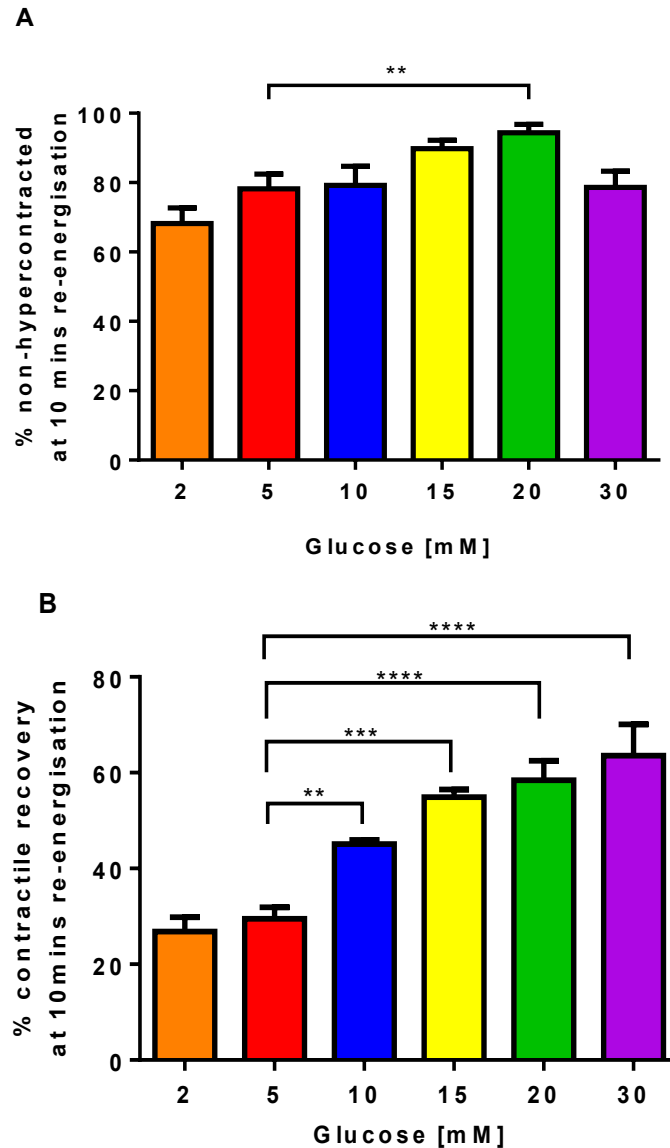 A
**
% non-hypercontracted
at 10 mins re-energisation
100
80
60
40
20
0
2 5 10 15 20 30
Glucose [mM]
B
****
****
***
**
% contractile recovery
at 10mins re-energisation
80
60
40
20
0
2 5 10 15 20 30
Glucose [mM]